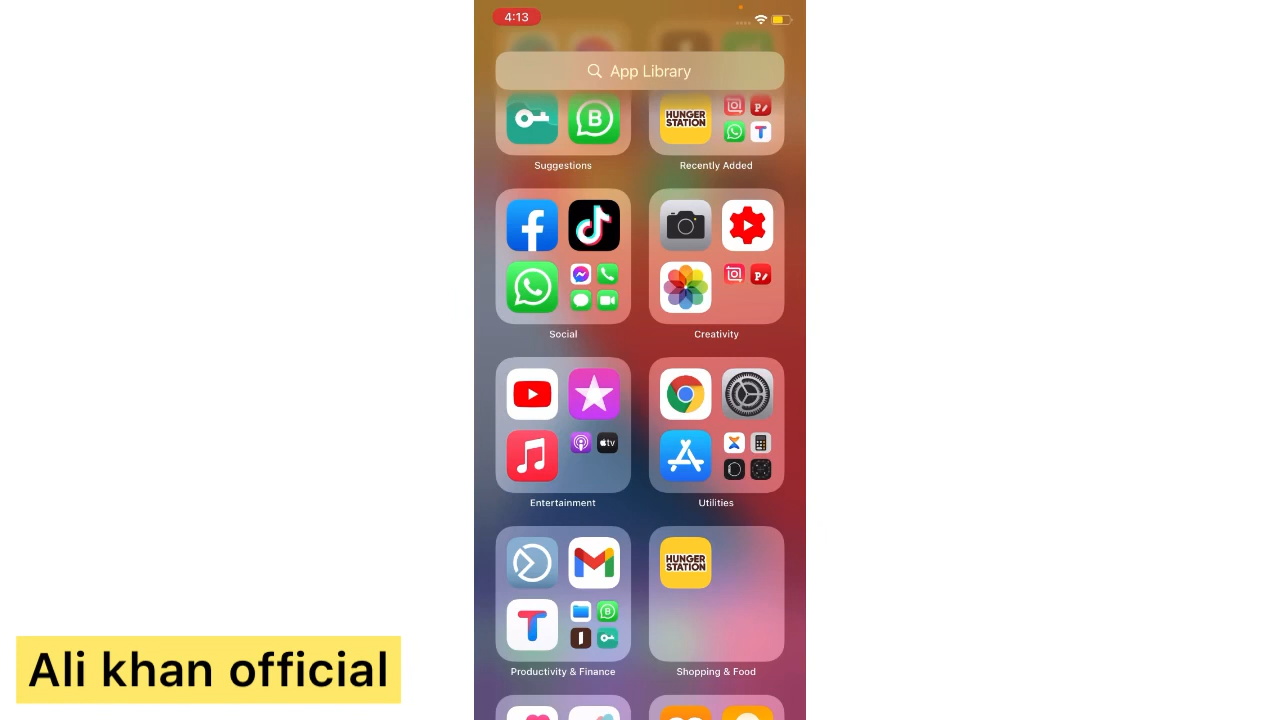 4:13
App Library
HUNGER
STATION
Suggestions
Recently Added
Social
Creativity
tv
Entertainment
Utilities
HUNGER
STATION
Productivity & Finance
Shopping & Food
Ali khan official